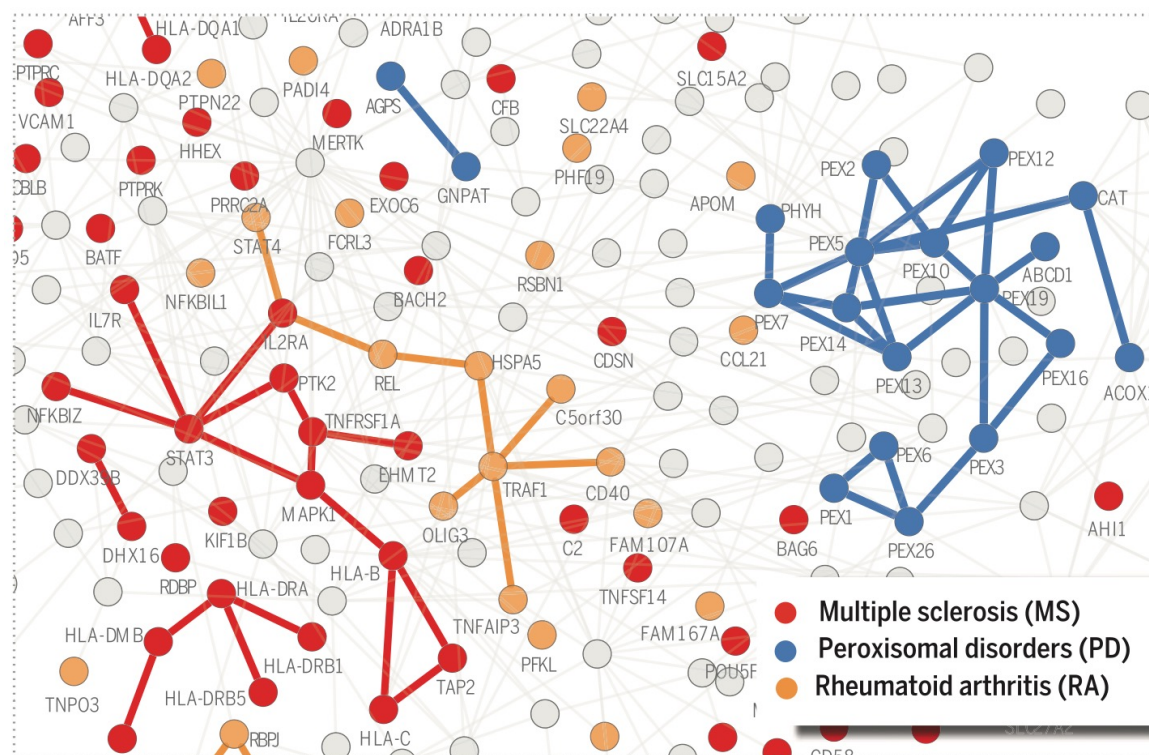 AFF3
HLA-DQA1
IL20RA
ADRA1B
PTPRC
HLA-DQA2
PTPN22
PADI4
AGPS
CFB
SLC15A2
VCAM1
HHEX
MERTK
SLC22A4
CBLB
PTPRK
PRRC2A
EXOC6
GNPAT
PHF19
APOM
PEX2
PEX12
CAT
PHYH
BATF
STAT4
FCRL3
PEX5
PEX10
ABCD1
NFKBIL1
BACH2
RSBN1
PEX19
IL7R
IL2RA
PEX7
PEX14
HSPA5
CDSN
CCL21
REL
PEX13
PEX16
ACOX1
PTK2
NFKBIZ
TNFRSF1A
C5orf30
STAT3
EHMT2
PEX6
PEX3
DDX39B
TRAF1
CD40
MAPK1
PEX1
OLIG3
KIF1B
C2
FAM107A
BAG6
PEX26
AHI1
DHX16
HLA-B
RDBP
HLA-DRA
TNFSF14
TNFAIP3
FAM167A
HLA-DMB
HLA-DRB1
PFKL
TAP2
TNPO3
HLA-DRB5
HLA-C
RBPJ
POU5F
SLC27A2
CD58
Multiple sclerosis (MS)
Peroxisomal disorders (PD)
Rheumatoid arthritis (RA)